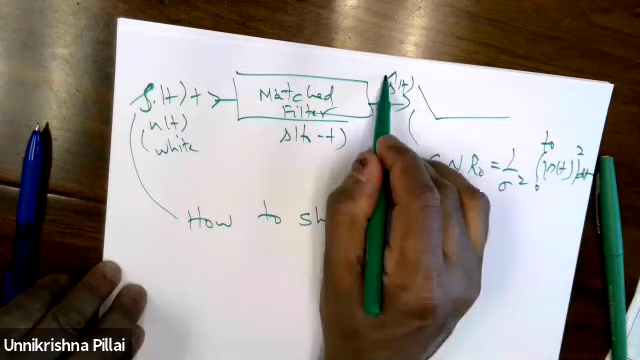 s(t) + Matched Filter
n(t) s(t₀-t)
(white
SNR₀ = 1/σ² ∫₀^t₀ |s(t)|² dt
How to sh
Unnikrishna Pillai